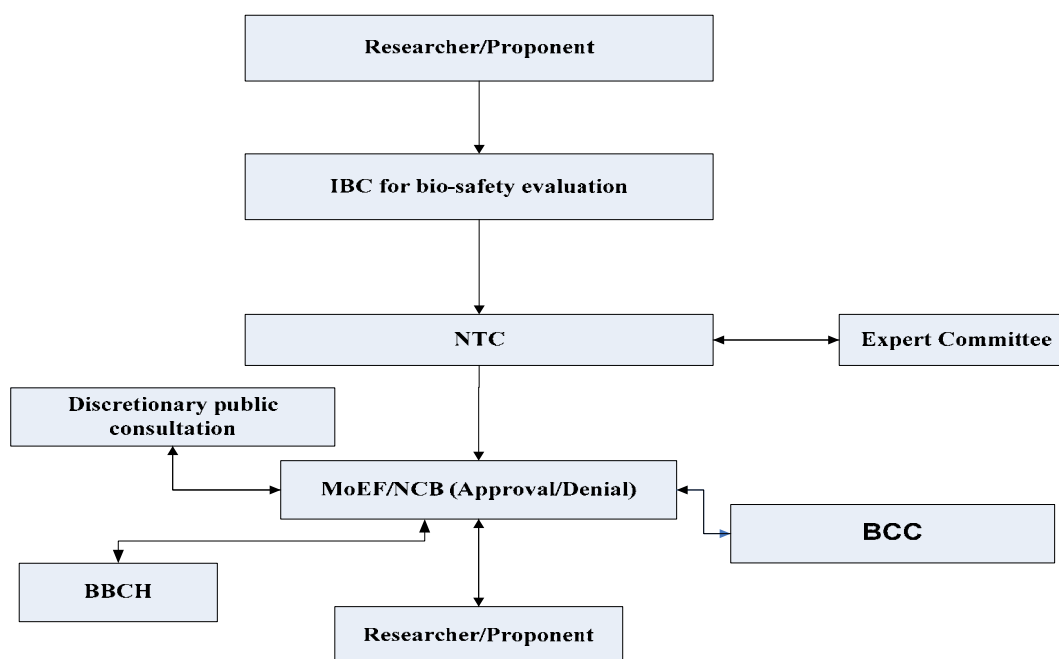 Researcher/Proponent
IBC for bio-safety evaluation
NTC
Expert Committee
Discretionary public
consultation
MoEF/NCB (Approval/Denial)
BCC
BBCH
Researcher/Proponent